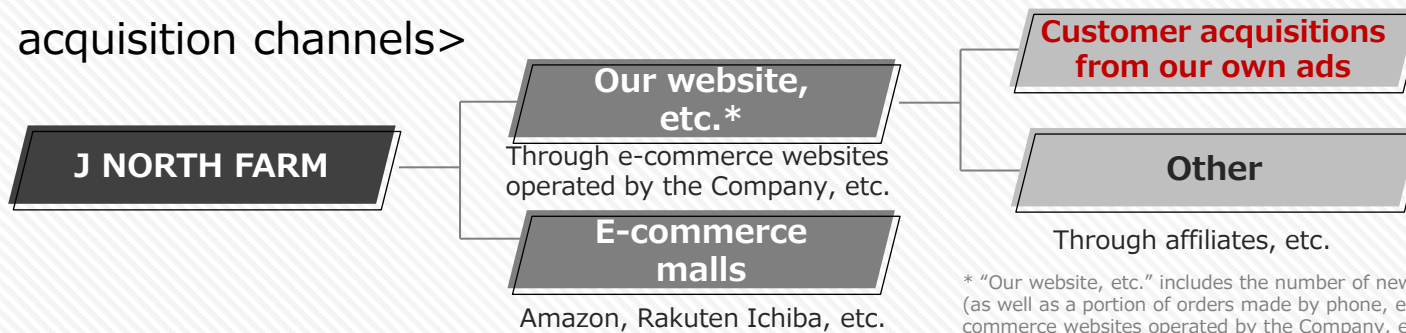 acquisition channels>
J NORTH FARM
Our website,
etc.*
Through e-commerce websites
operated by the Company, etc.
E-commerce
malls
Amazon, Rakuten Ichiba, etc.
Customer acquisitions
from our own ads
Other
Through affiliates, etc.
* “Our website, etc.” includes the number of new
(as well as a portion of orders made by phone,
commerce websites operated by the Company,